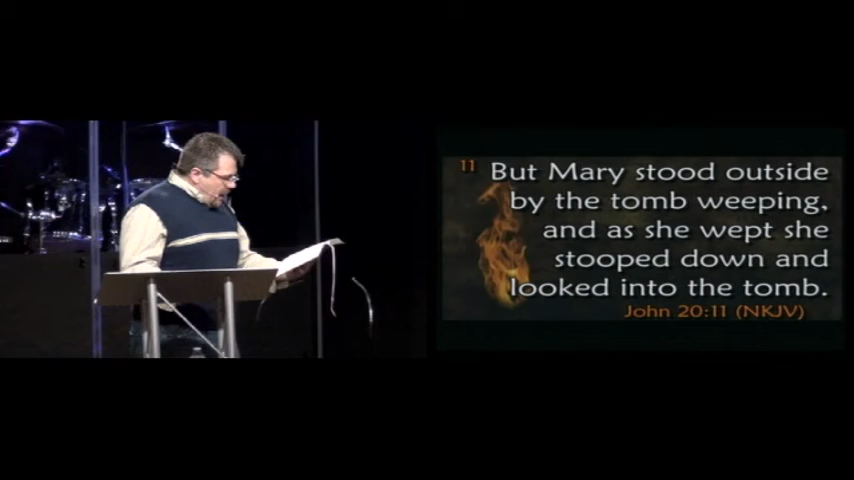 11 But Mary stood outside
by the tomb weeping,
and as she wept she
stooped down and
looked into the tomb.
John 20:11 (NKJV)